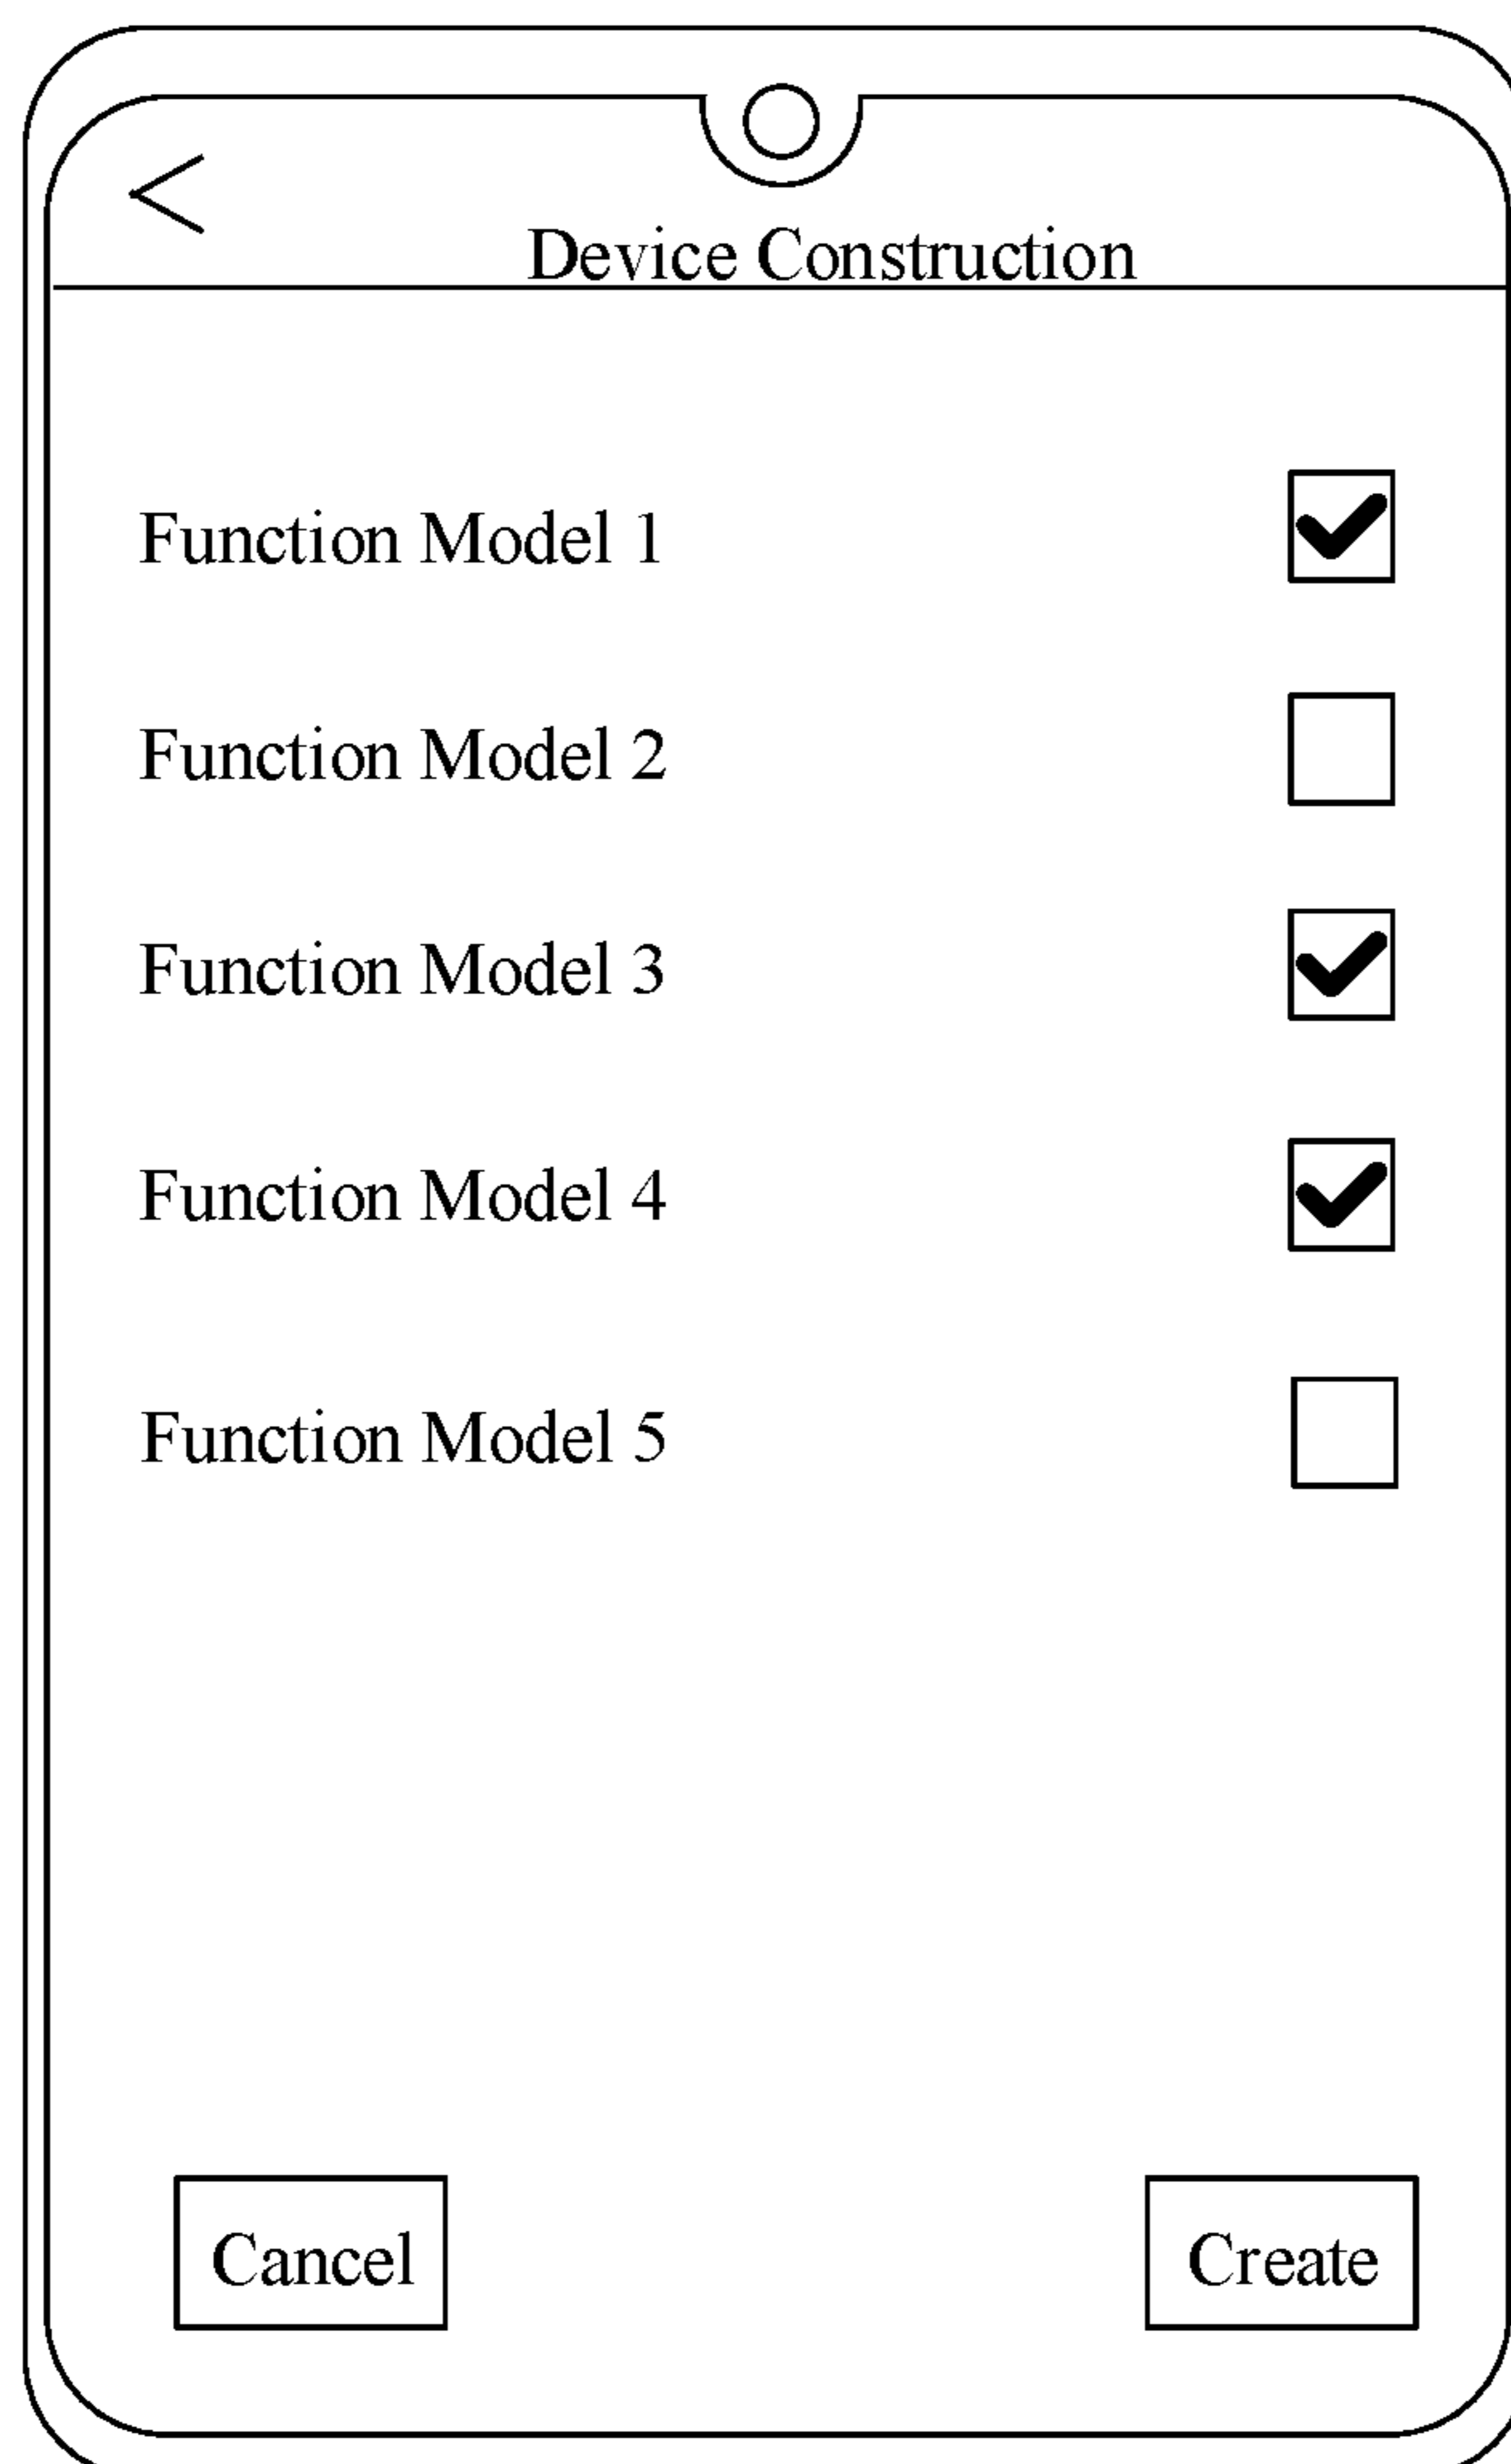 Device Construction
Function Model 1
Function Model 2
Function Model 3
Function Model 4
Function Model 5
Cancel
Create